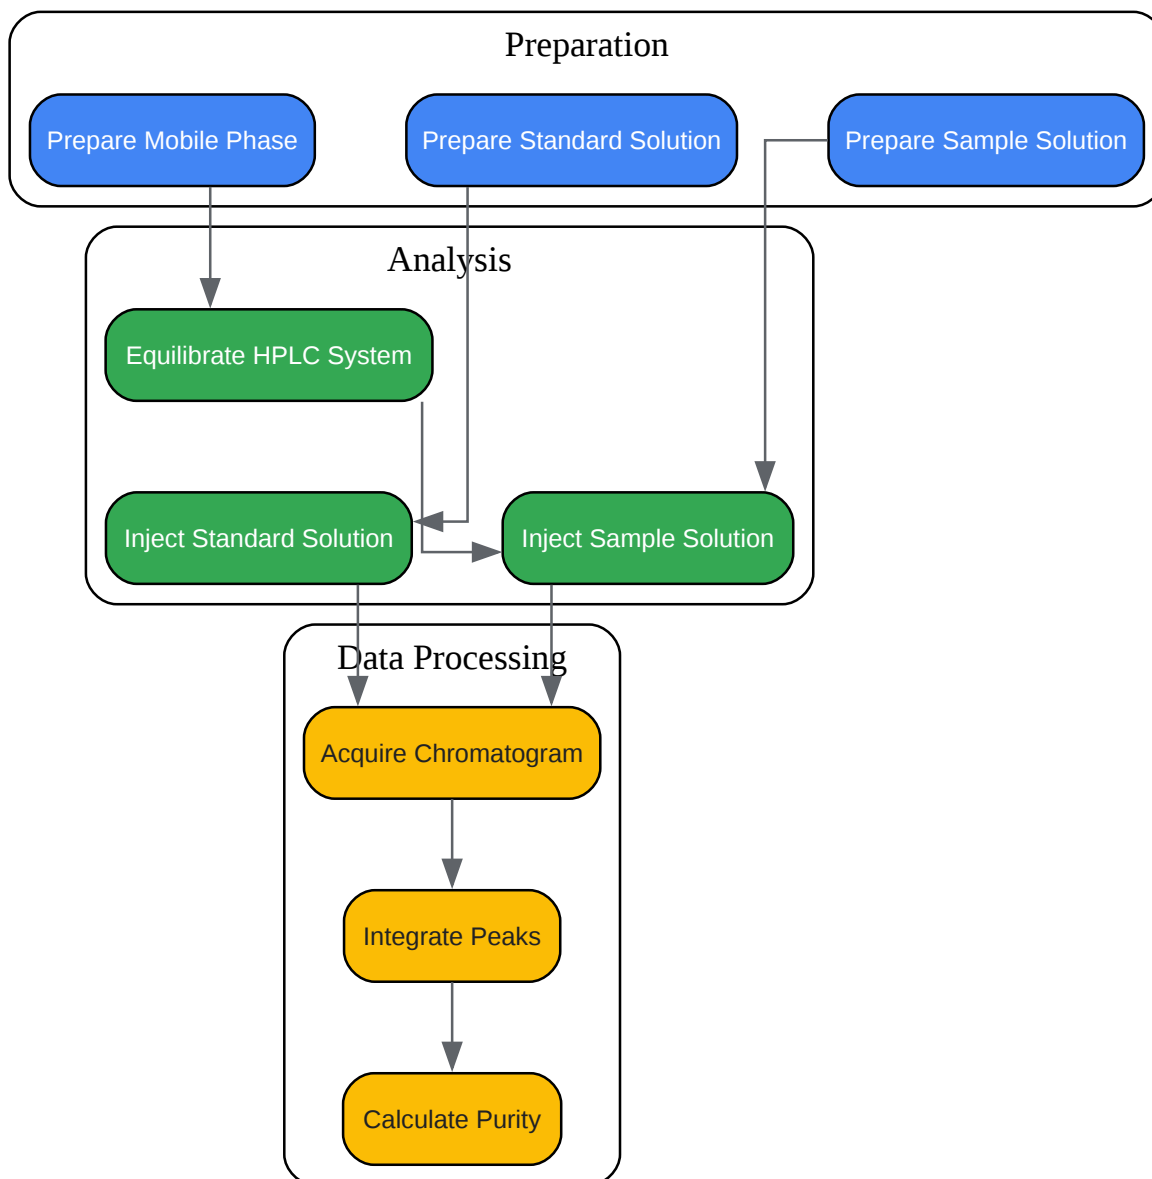 Preparation
Prepare Mobile Phase
Prepare Standard Solution
Prepare Sample Solution
Analysis
Equilibrate HPLC System
Inject Standard Solution
Inject Sample Solution
Data Processing
Acquire Chromatogram
Integrate Peaks
Calculate Purity